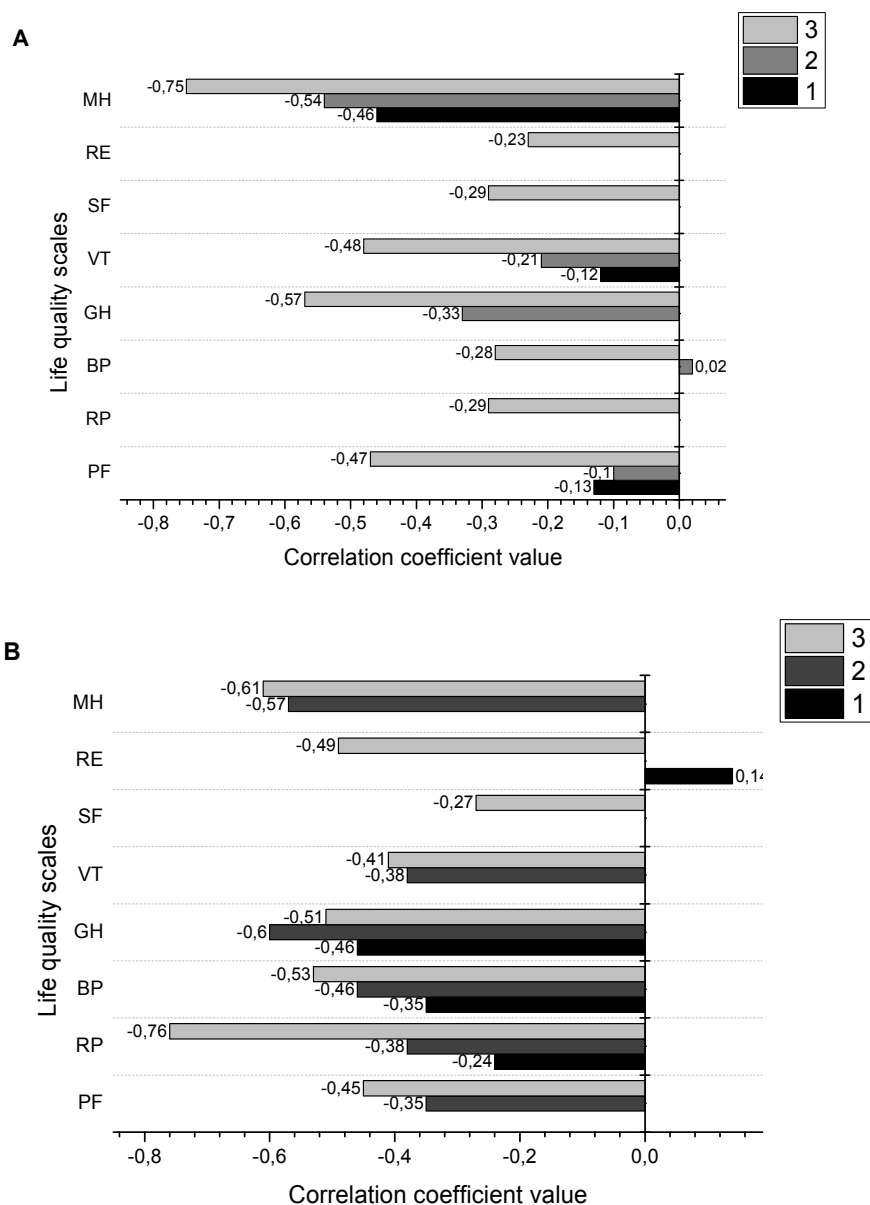 A
3
2
1
Life quality scales
MH
-0,75
-0,54
-0,46
RE
-0,23
SF
-0,29
VT
-0,48
-0,21
-0,12
GH
-0,57
-0,33
BP
-0,28
0,02
RP
-0,29
PF
-0,47
-0,1
-0,13
-0,8 -0,7 -0,6 -0,5 -0,4 -0,3 -0,2 -0,1 0,0
Correlation coefficient value
B
3
2
1
Life quality scales
MH
-0,61
-0,57
RE
-0,49
0,14
SF
-0,27
VT
-0,41
-0,38
GH
-0,51
-0,6
-0,46
BP
-0,53
-0,46
-0,35
RP
-0,76
-0,38
-0,24
PF
-0,45
-0,35
-0,8 -0,6 -0,4 -0,2 0,0
Correlation coefficient value